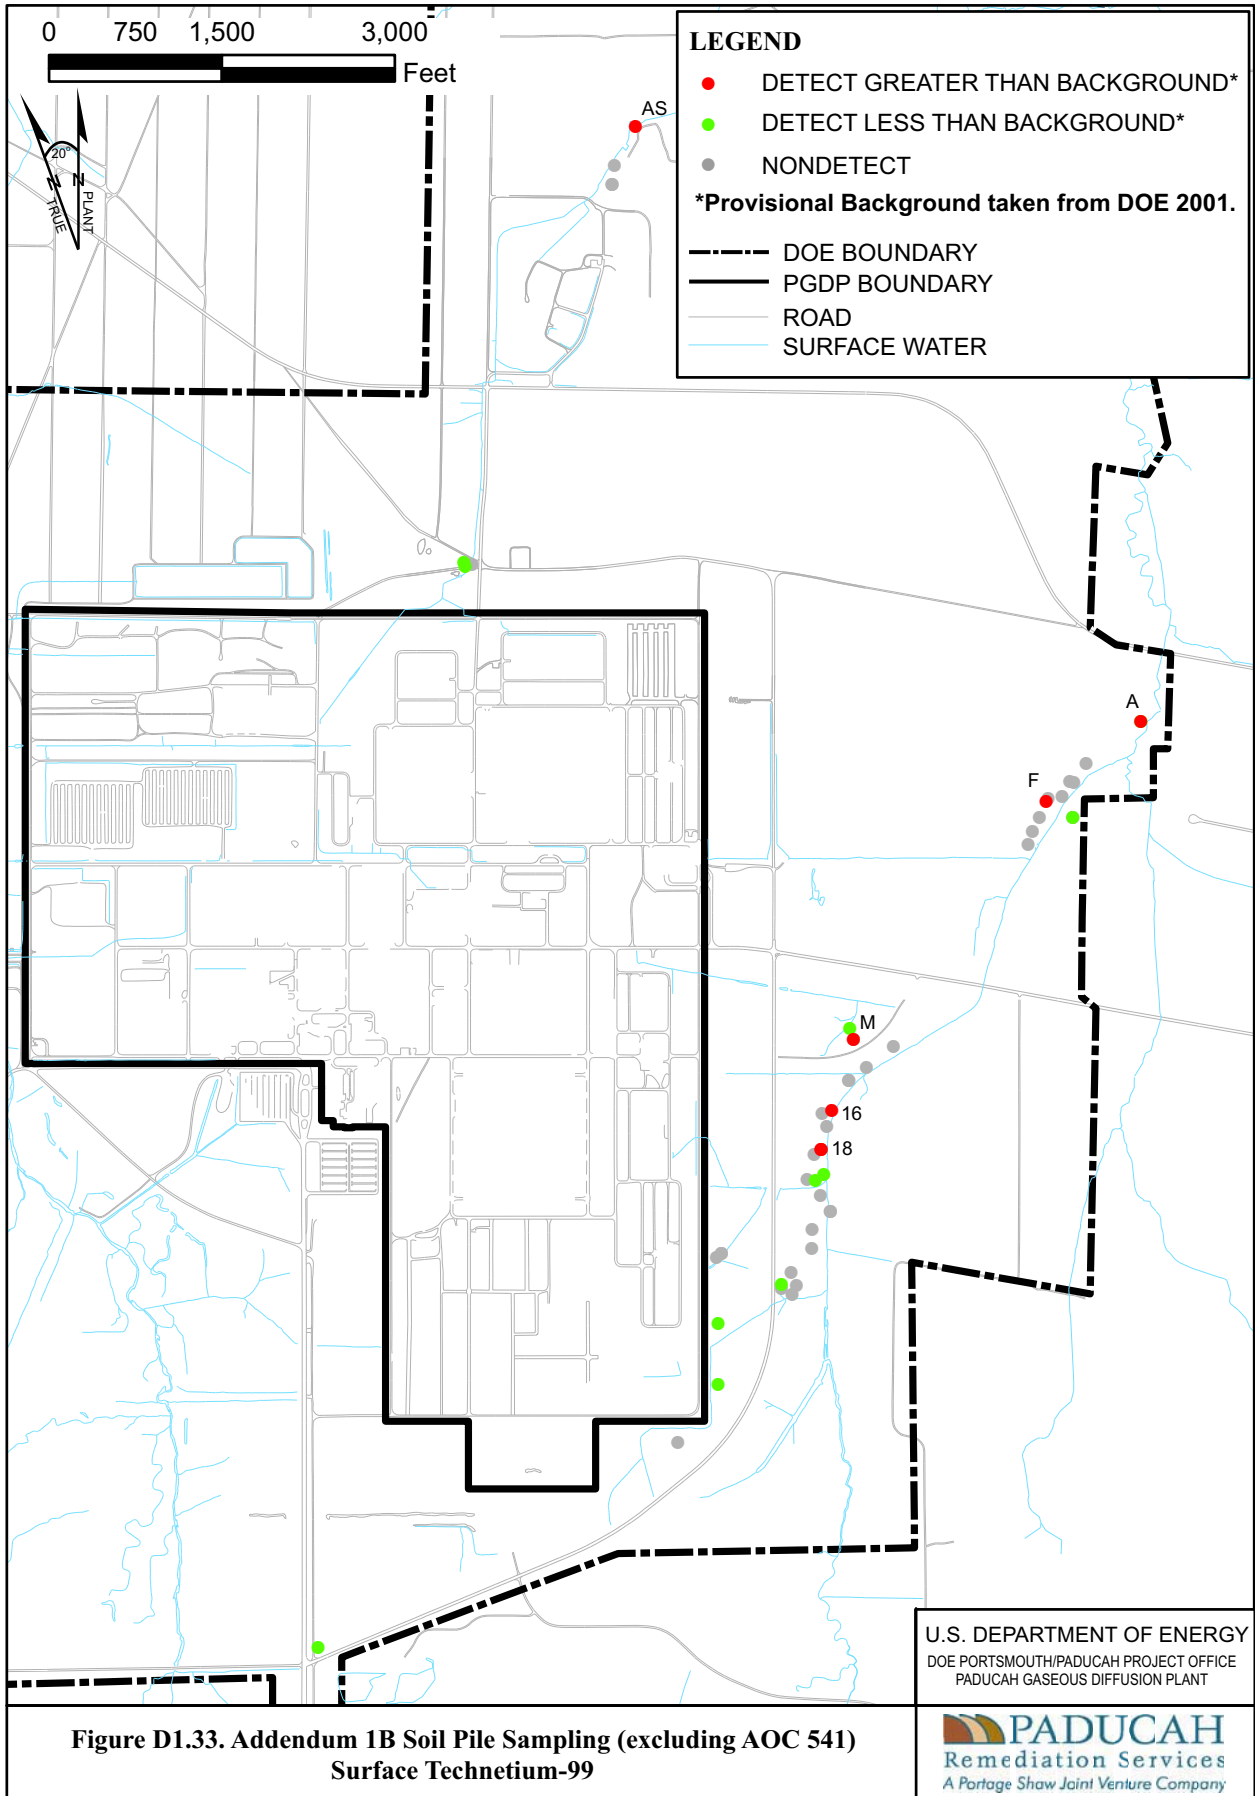 0 750 1,500 3,000
Feet
20°
N
TRUE
N
PLANT
LEGEND
DETECT GREATER THAN BACKGROUND*
DETECT LESS THAN BACKGROUND*
NONDETECT
*Provisional Background taken from DOE 2001.
DOE BOUNDARY
PGDP BOUNDARY
ROAD
SURFACE WATER
AS
A
F
M
16
18
U.S. DEPARTMENT OF ENERGY
DOE PORTSMOUTH/PADUCAH PROJECT OFFICE
PADUCAH GASEOUS DIFFUSION PLANT
Figure D1.33. Addendum 1B Soil Pile Sampling (excluding AOC 541)
Surface Technetium-99
PADUCAH
Remediation Services
A Portage Shaw Joint Venture Company